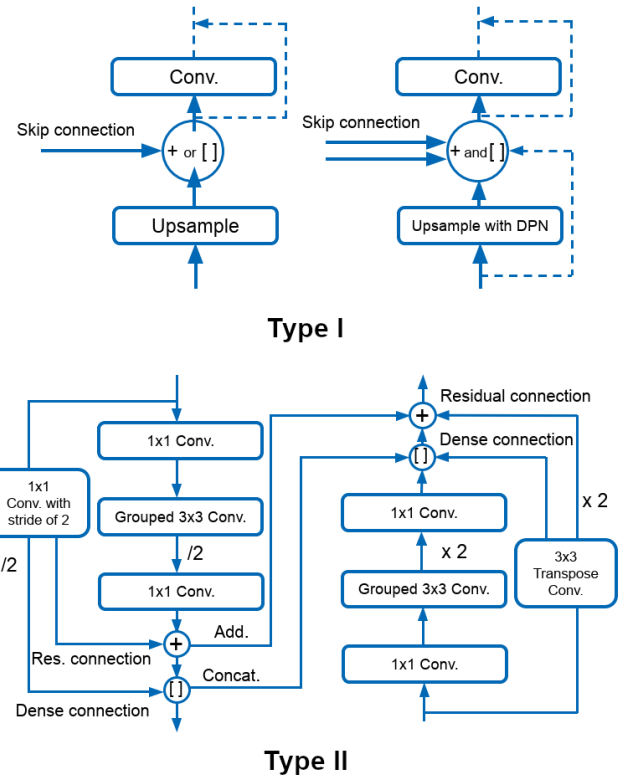 Conv.
Skip connection
+ or [ ]
Upsample
Conv.
Skip connection
+ and [ ]
Upsample with DPN
Type I
1x1 Conv.
1x1
Conv. with
stride of 2
Grouped 3x3 Conv.
/2
/2
1x1 Conv.
+
Add.
Res. connection
[ ]
Concat.
Dense connection
Residual connection
+
Dense connection
[ ]
1x1 Conv.
x 2
x 2
3x3
Transpose
Conv.
Grouped 3x3 Conv.
1x1 Conv.
Type II